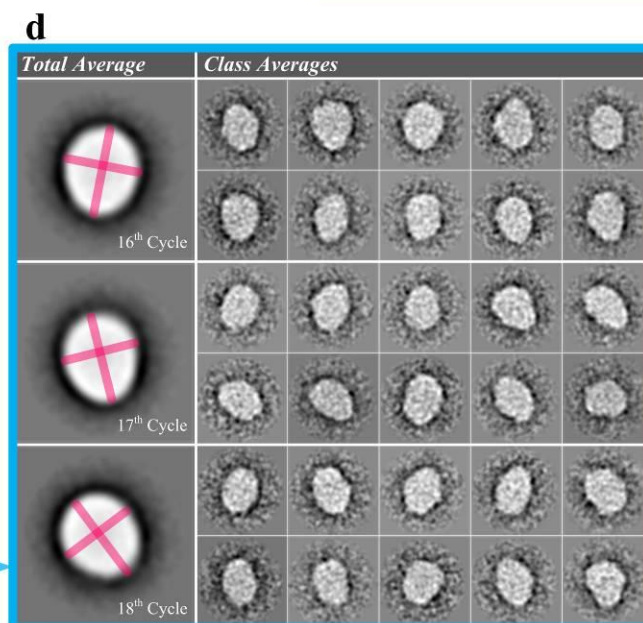 d
Total Average Class Averages
16th Cycle
17th Cycle
18th Cycle